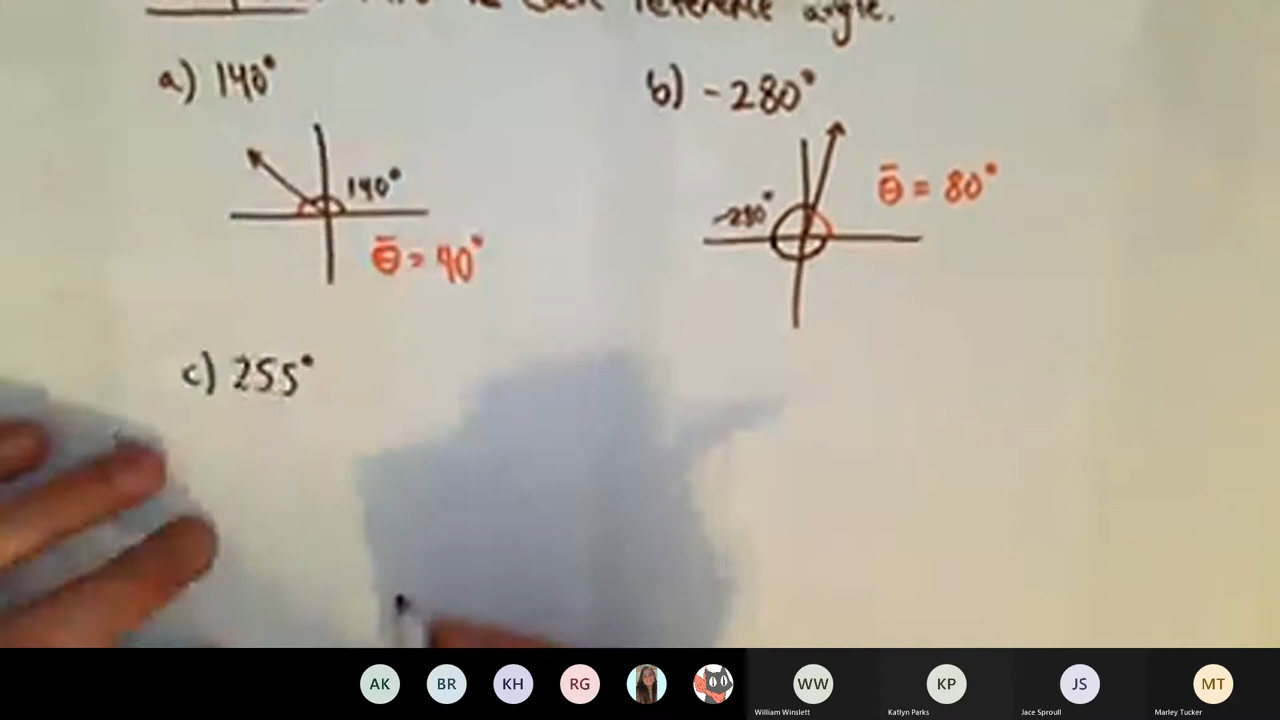 reference angle.
a) 140°
b) -280°
140°
θ̄ = 40°
-280°
θ̄ = 80°
c) 255°
AK
BR
KH
RG
WW
KP
JS
MT
William Winslett
Katlyn Parks
Jace Sproull
Marley Tucker